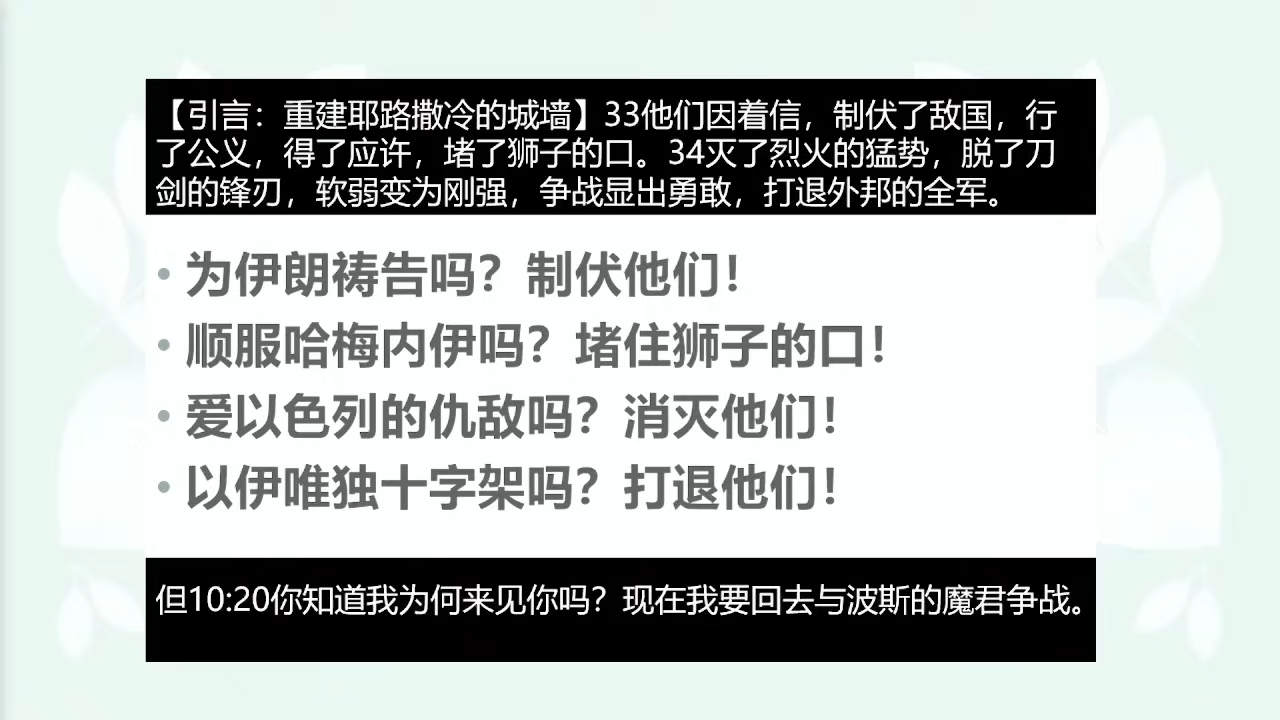 【引言：重建耶路撒冷的城墙】33他们因着信，制伏了敌国，行
了公义，得了应许，堵了狮子的口。34灭了烈火的猛势，脱了刀
剑的锋刃，软弱变为刚强，争战显出勇敢，打退外邦的全军。
• 为伊朗祷告吗？制伏他们！
• 顺服哈梅内伊吗？堵住狮子的口！
• 爱以色列的仇敌吗？消灭他们！
• 以伊唯独十字架吗？打退他们！
但10:20你知道我为何来见你吗？现在我要回去与波斯的魔君争战。